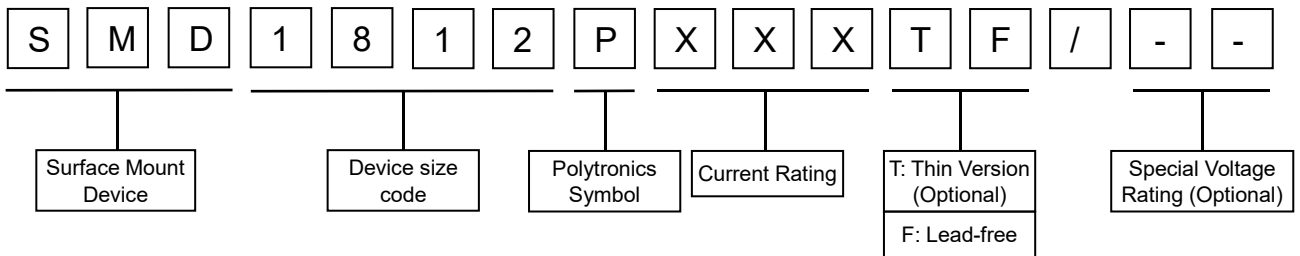 S M D 1 8 1 2 P X X X T F / - -
Surface Mount
Device
Device size
code
Polytronics
Symbol
Current Rating
T: Thin Version
(Optional)
F: Lead-free
Special Voltage
Rating (Optional)